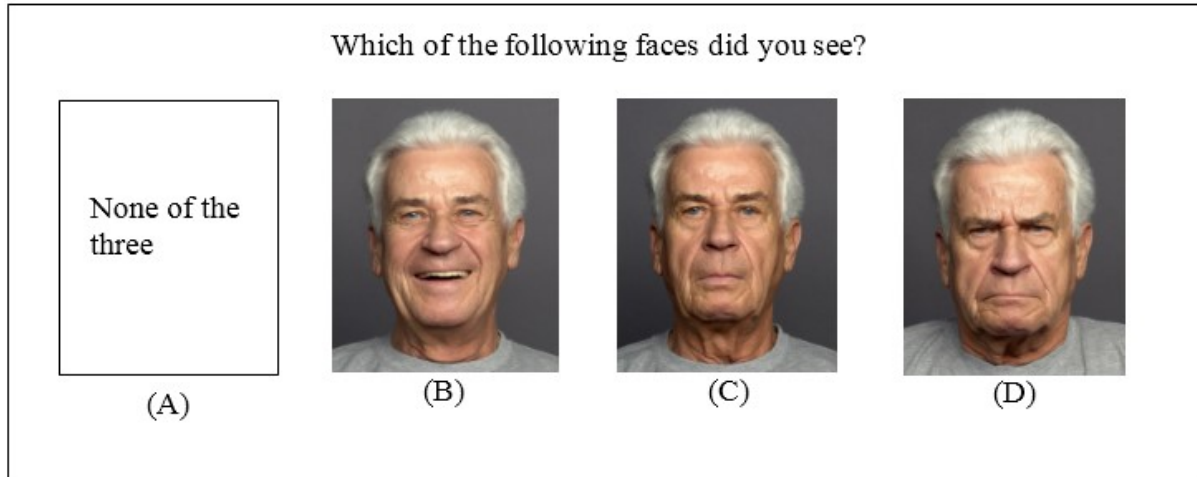 Which of the following faces did you see?
None of the
three
(A)
(B)
(C)
(D)